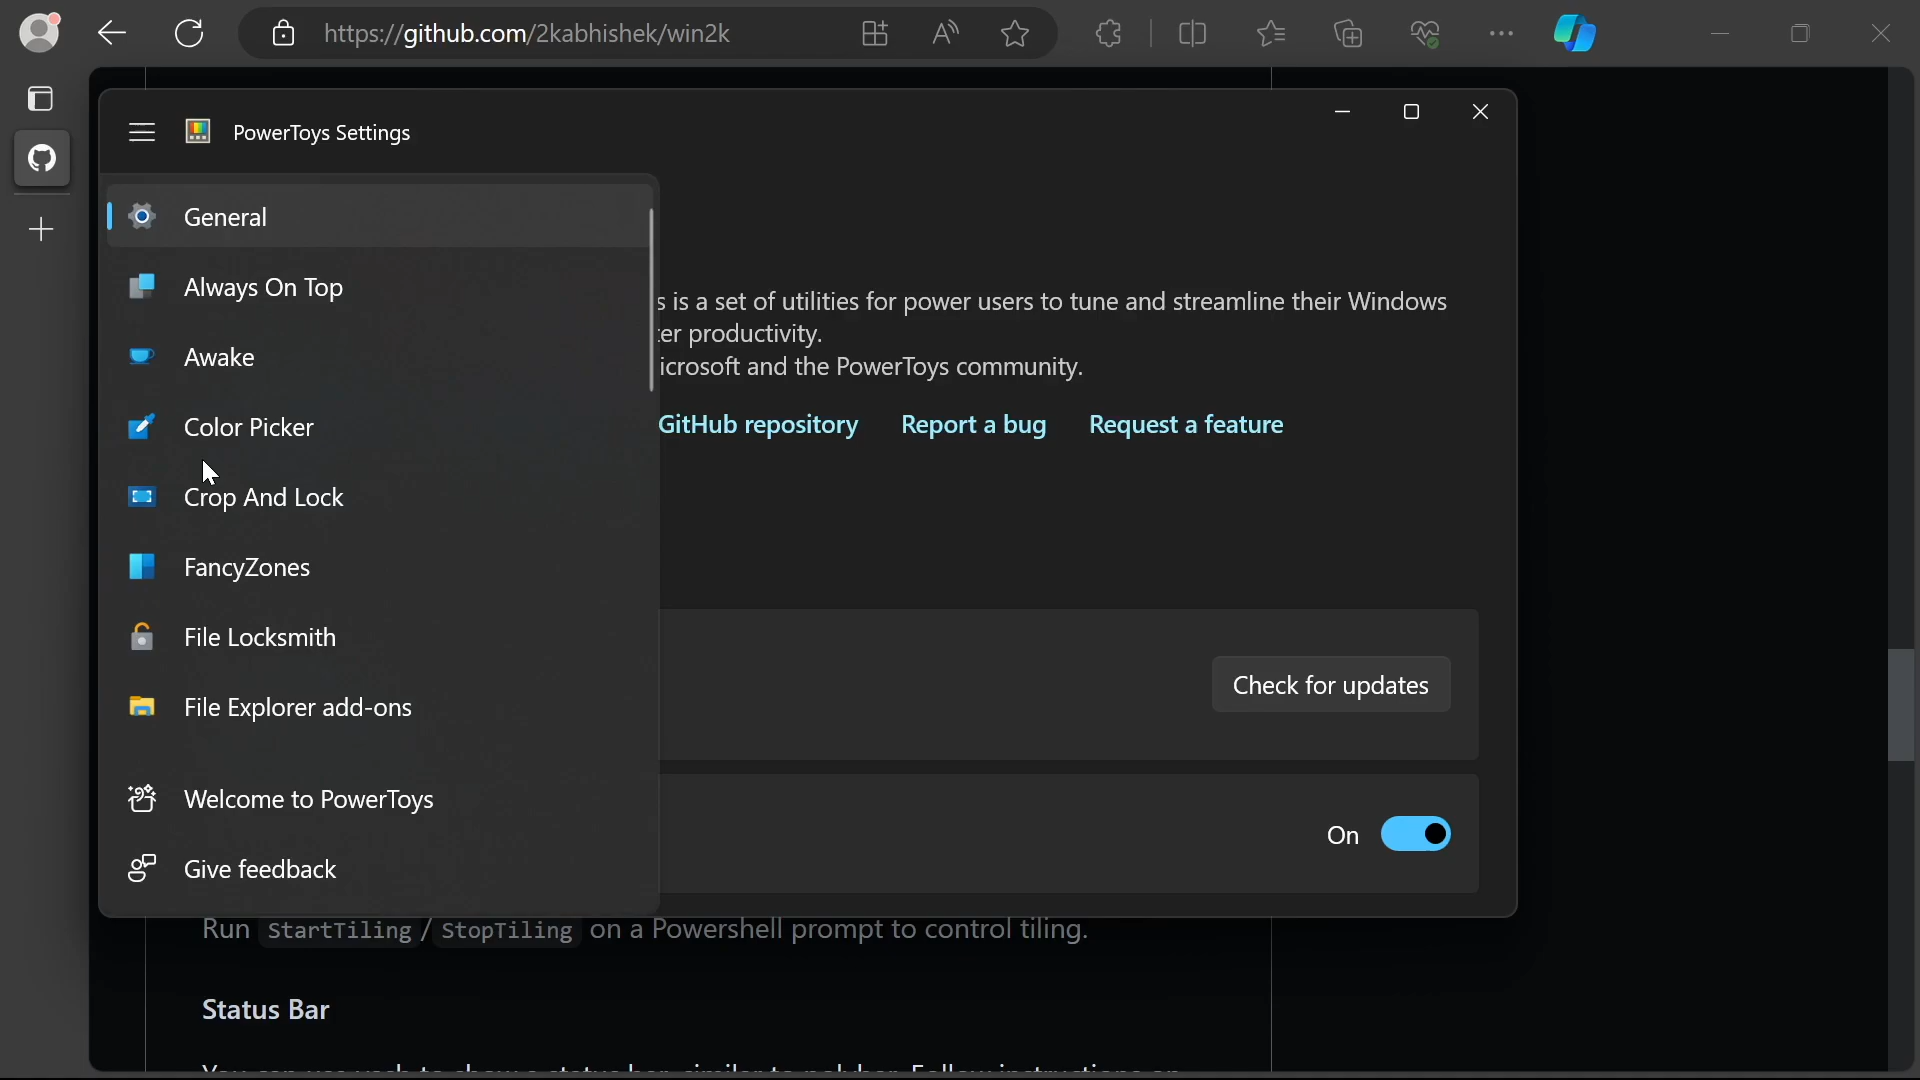 https://github.com/2kabhishek/win2k
PowerToys Settings
General
Always On Top
Awake
Color Picker
Crop And Lock
FancyZones
File Locksmith
File Explorer add-ons
Welcome to PowerToys
Give feedback
s is a set of utilities for power users to tune and streamline their Windows
er productivity.
icrosoft and the PowerToys community.
GitHub repository Report a bug Request a feature
Check for updates
On
Run StartTiling / StopTiling on a Powershell prompt to control tiling.
Status Bar